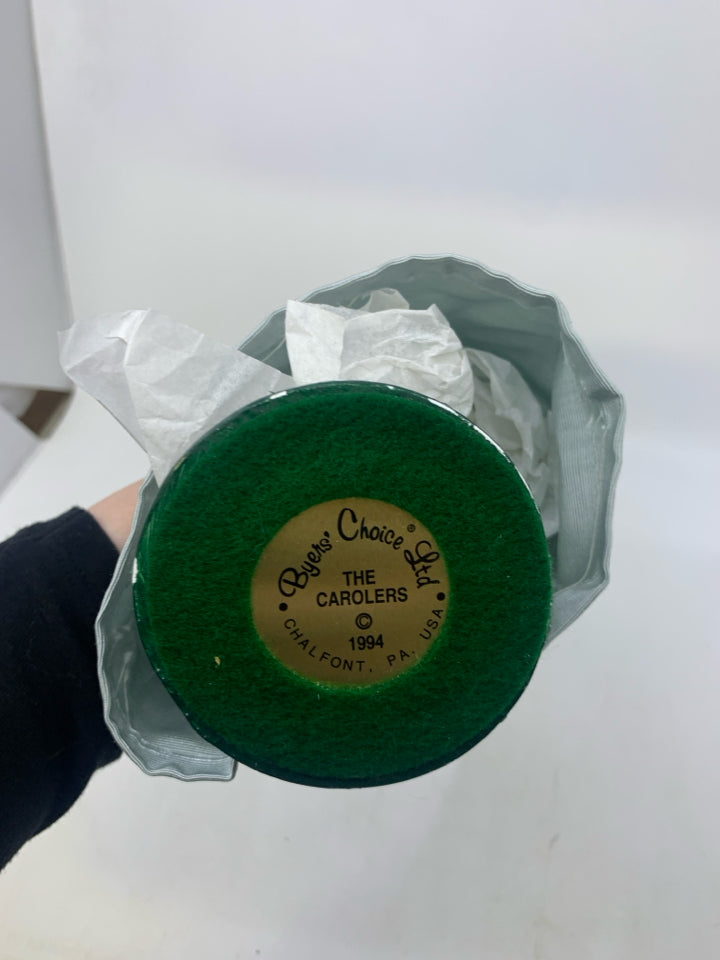 Byers' Choice® Ltd
THE
CAROLERS
©
1994
• CHALFONT, PA, USA •